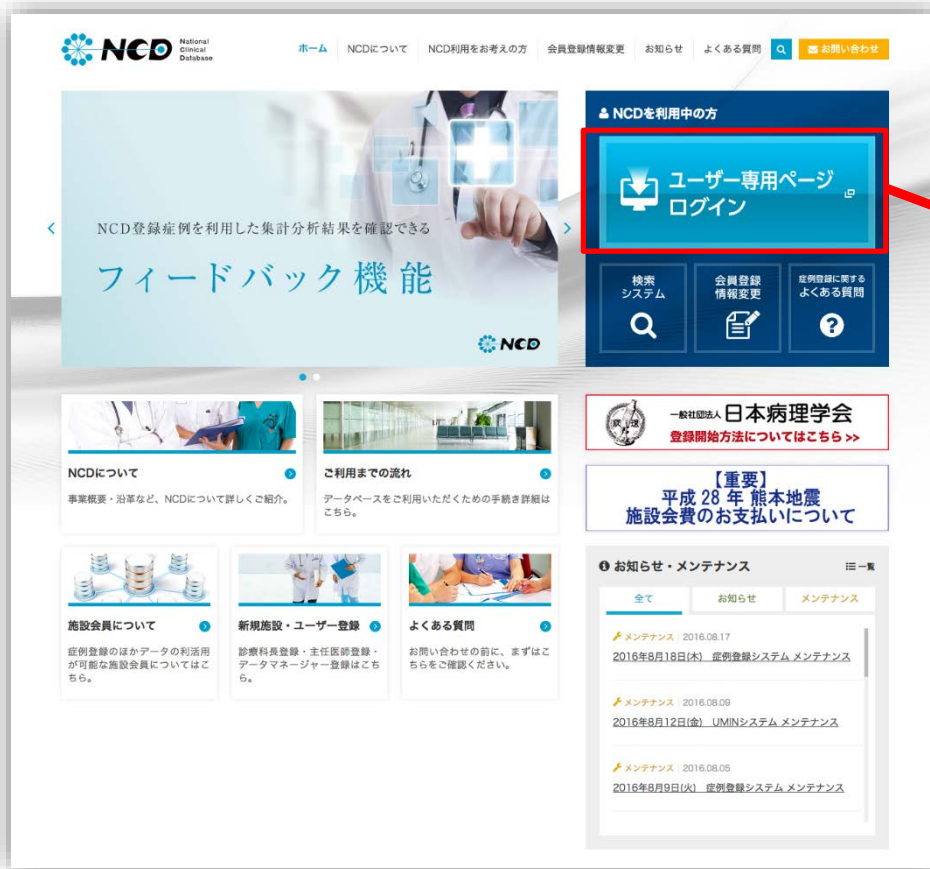 NCD National Clinical Database
ホーム NCDについて NCD利用をお考えの方 会員登録情報変更 お知らせ よくある質問 お問い合わせ
NCD登録症例を利用した集計分析結果を確認できる
フィードバック機能
NCD
NCDを利用中の方
ユーザー専用ページ
ログイン
検索
システム
会員登録
情報変更
症例登録に関する
よくある質問
NCDについて
事業概要・沿革など、NCDについて詳しくご紹介。
ご利用までの流れ
データベースをご利用いただくための手続き詳細は
こちら。
一般社団法人 日本病理学会
登録開始方法についてはこちら >>
【重要】
平成 28 年 熊本地震
施設会費のお支払いについて
施設会員について
症例登録のほかデータの利活用
が可能な施設会員についてはこ
ちら。
新規施設・ユーザー登録
診療科長登録・主任医師登録・
データマネージャー登録はこち
ら。
よくある質問
お問い合わせの前に、まずはこ
ちらをご確認ください。
お知らせ・メンテナンス 一覧
全て お知らせ メンテナンス
メンテナンス 2016.08.17
2016年8月18日(木) 症例登録システム メンテナンス
メンテナンス 2016.08.09
2016年8月12日(金) UMINシステム メンテナンス
メンテナンス 2016.08.05
2016年8月9日(火) 症例登録システム メンテナンス